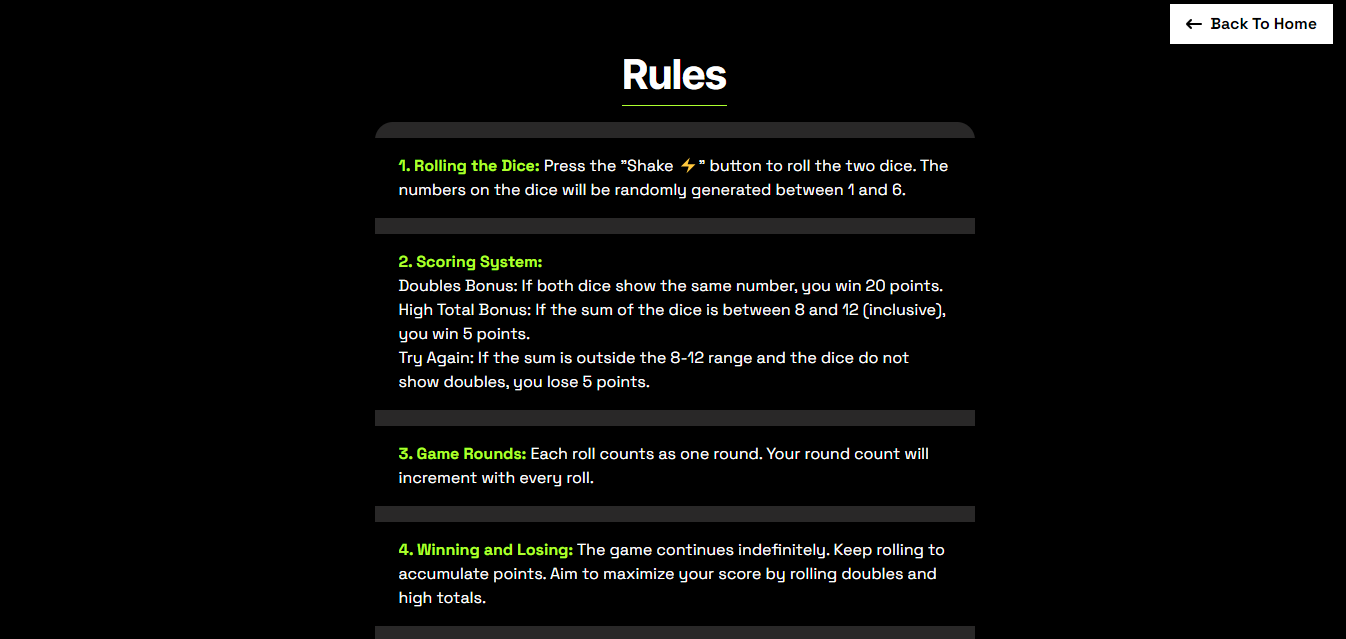 ← Back To Home
Rules
1. Rolling the Dice: Press the ”Shake ⚡” button to roll the two dice. The
numbers on the dice will be randomly generated between 1 and 6.
2. Scoring System:
Doubles Bonus: If both dice show the same number, you win 20 points.
High Total Bonus: If the sum of the dice is between 8 and 12 (inclusive),
you win 5 points.
Try Again: If the sum is outside the 8-12 range and the dice do not
show doubles, you lose 5 points.
3. Game Rounds: Each roll counts as one round. Your round count will
increment with every roll.
4. Winning and Losing: The game continues indefinitely. Keep rolling to
accumulate points. Aim to maximize your score by rolling doubles and
high totals.